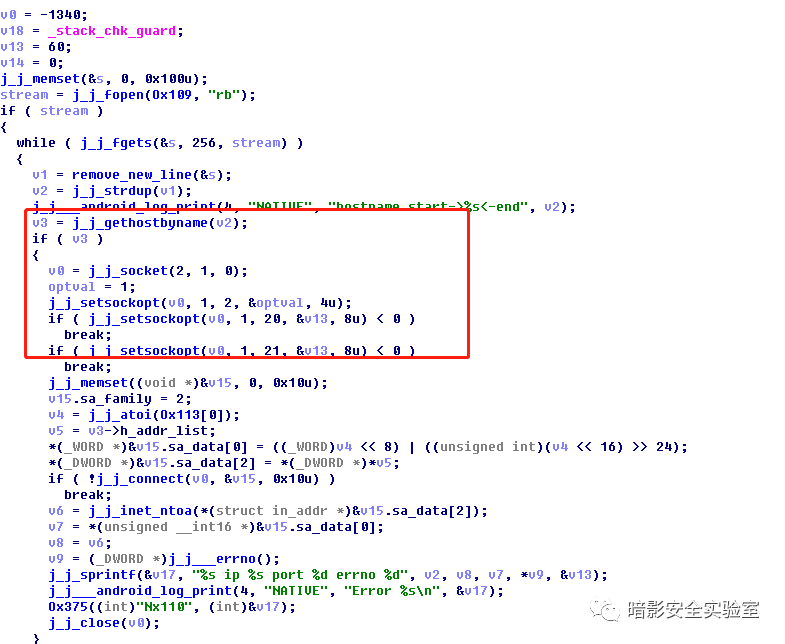 v0 = -1340;
v18 = _stack_chk_guard;
v13 = 60;
v14 = 0;
j_j_memset(&s, 0, 0x100u);
stream = j_j_fopen(0x109, "rb");
if ( stream )
{
while ( j_j_fgets(&s, 256, stream) )
{
v1 = remove_new_line(&s);
v2 = j_j_strdup(v1);
j_j___android_log_print(4, "NATIVE", "hostname start->%s<-end", v2);
v3 = j_j_gethostbyname(v2);
if ( v3 )
{
v0 = j_j_socket(2, 1, 0);
optval = 1;
j_j_setsockopt(v0, 1, 2, &optval, 4u);
if ( j_j_setsockopt(v0, 1, 20, &v13, 8u) < 0 )
break;
if ( j_j_setsockopt(v0, 1, 21, &v13, 8u) < 0 )
break;
j_j_memset((void *)&v15, 0, 0x10u);
v15.sa_family = 2;
v4 = j_j_atoi(0x113[0]);
v5 = v3->h_addr_list;
*(_WORD *)&v15.sa_data[0] = ((_WORD)v4 << 8) | ((unsigned int)(v4 << 16) >> 24);
*(_DWORD *)&v15.sa_data[2] = *(_DWORD *)*v5;
if ( !j_j_connect(v0, &v15, 0x10u) )
break;
v6 = j_j_inet_ntoa(*(struct in_addr *)&v15.sa_data[2]);
v7 = *(unsigned __int16 *)&v15.sa_data[0];
v8 = v6;
v9 = (_DWORD *)j_j___errno();
j_j_sprintf(&v17, "%s ip %s port %d errno %d", v2, v8, v7, *v9, &v13);
j_j___android_log_print(4, "NATIVE", "Error %s\n", &v17);
0x375((int)"Nx110", (int)&v17);
j_j_close(v0);
}
暗影安全实验室